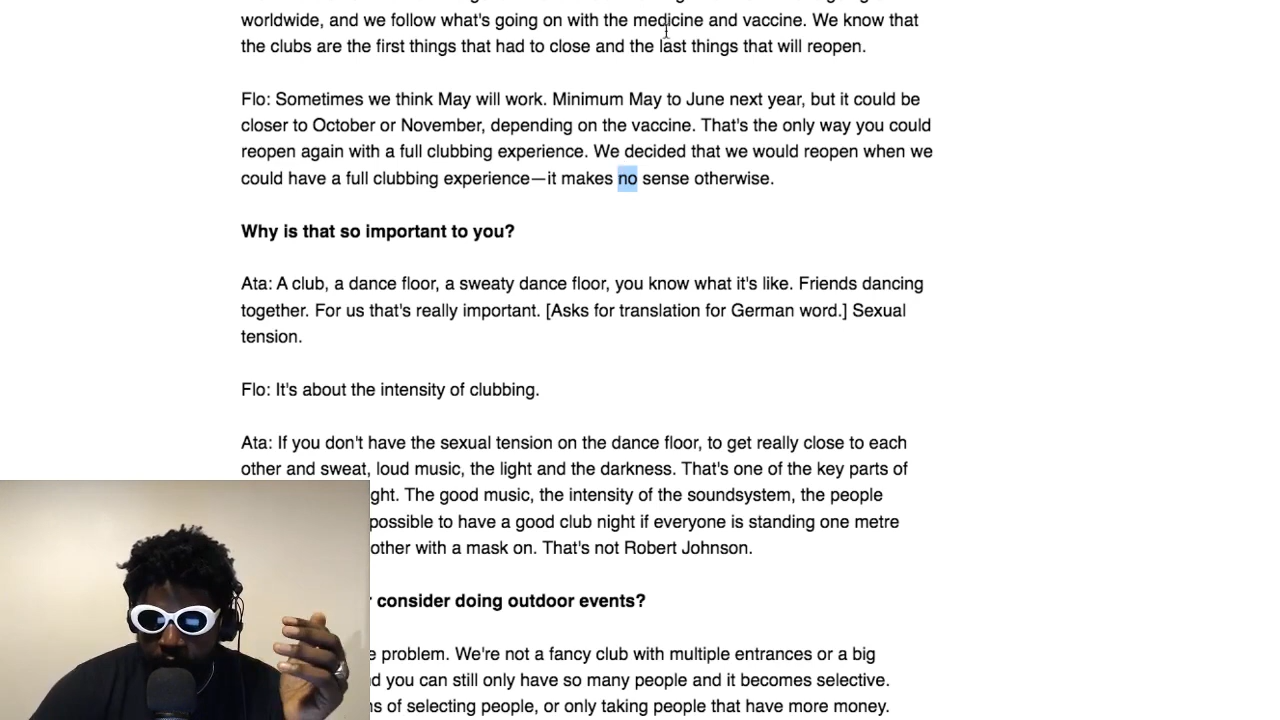 worldwide, and we follow what's going on with the medicine and vaccine. We know that
the clubs are the first things that had to close and the last things that will reopen.
Flo: Sometimes we think May will work. Minimum May to June next year, but it could be
closer to October or November, depending on the vaccine. That's the only way you could
reopen again with a full clubbing experience. We decided that we would reopen when we
could have a full clubbing experience—it makes no sense otherwise.
Why is that so important to you?
Ata: A club, a dance floor, a sweaty dance floor, you know what it's like. Friends dancing
together. For us that's really important. [Asks for translation for German word.] Sexual
tension.
Flo: It's about the intensity of clubbing.
Ata: If you don't have the sexual tension on the dance floor, to get really close to each
other and sweat, loud music, the light and the darkness. That's one of the key parts of
ght. The good music, the intensity of the soundsystem, the people
possible to have a good club night if everyone is standing one metre
other with a mask on. That's not Robert Johnson.
consider doing outdoor events?
problem. We're not a fancy club with multiple entrances or a big
you can still only have so many people and it becomes selective.
of selecting people, or only taking people that have more money.